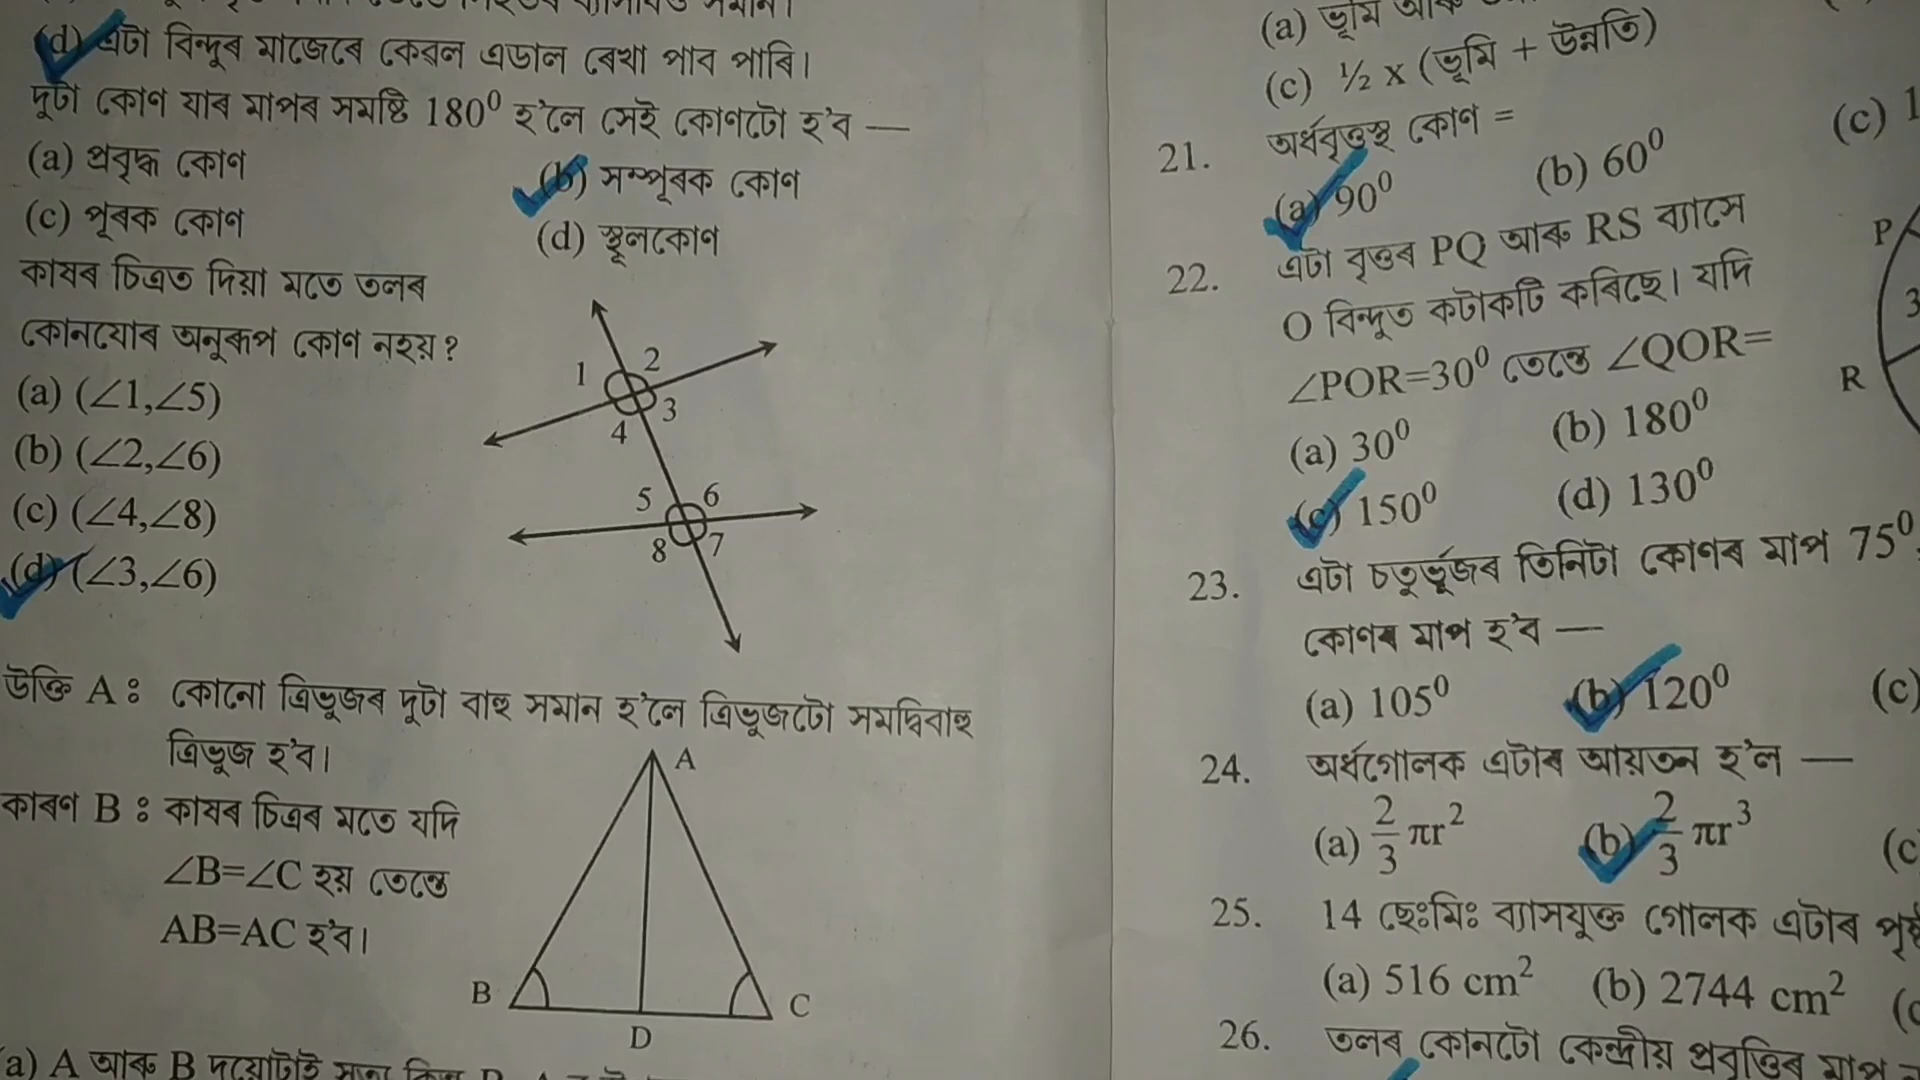 (d) এটা বিন্দুৰ মাজেৰে কেৱল এডাল ৰেখা পাব পাৰি।
দুটা কোণ যাৰ মাপৰ সমষ্টি 180⁰ হ’লে সেই কোণটো হ’ব —
(a) প্ৰবৃদ্ধ কোণ
(b) সম্পূৰক কোণ
(c) পূৰক কোণ
(d) স্থূলকোণ
কাষৰ চিত্ৰত দিয়া মতে তলৰ
কোনযোৰ অনুৰূপ কোণ নহয়?
(a) (∠1,∠5)
(b) (∠2,∠6)
(c) (∠4,∠8)
(d) (∠3,∠6)
1 2
3
4
5 6
8 7
উক্তি A ঃ কোনো ত্ৰিভূজৰ দুটা বাহু সমান হ’লে ত্ৰিভূজটো সমদ্বিবাহু
ত্ৰিভূজ হ’ব।
কাৰণ B ঃ কাষৰ চিত্ৰৰ মতে যদি
∠B=∠C হয় তেন্তে
AB=AC হ’ব।
A
B
C
D
(a) A আৰু B
(a) ভূমি আৰু
(c) ½ x (ভূমি + উন্নতি)
21. অৰ্ধবৃত্তস্থ কোণ =
(a) 90⁰
(b) 60⁰
(c) 1
22. এটা বৃত্তৰ PQ আৰু RS ব্যাসে
O বিন্দুত কটাকটি কৰিছে। যদি
∠POR=30⁰ তেন্তে ∠QOR=
(a) 30⁰
(b) 180⁰
(c) 150⁰
(d) 130⁰
P
3
R
23. এটা চতুৰ্ভূজৰ তিনিটা কোণৰ মাপ 75⁰,
কোণৰ মাপ হ’ব —
(a) 105⁰
(b) 120⁰
(c)
24. অৰ্ধগোলক এটাৰ আয়তন হ’ল —
(a) 2/3 πr²
(b) 2/3 πr³
(c
25. 14 ছেঃমিঃ ব্যাসযুক্ত গোলক এটাৰ
(a) 516 cm²
(b) 2744 cm²
(c
26. তলৰ কোনটো কেন্দ্ৰীয় প্ৰবৃত্তিৰ মাপ